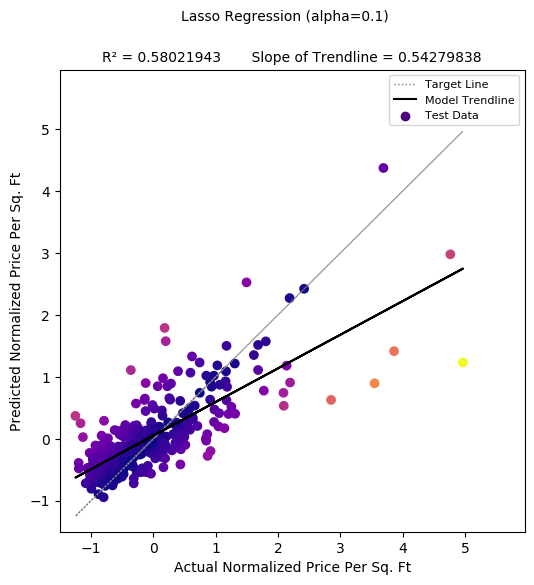 Lasso Regression (alpha=0.1)
R² = 0.58021943 Slope of Trendline = 0.54279838
Target Line
Model Trendline
Test Data
5
4
3
2
1
0
−1
Predicted Normalized Price Per Sq. Ft
−1 0 1 2 3 4 5
Actual Normalized Price Per Sq. Ft